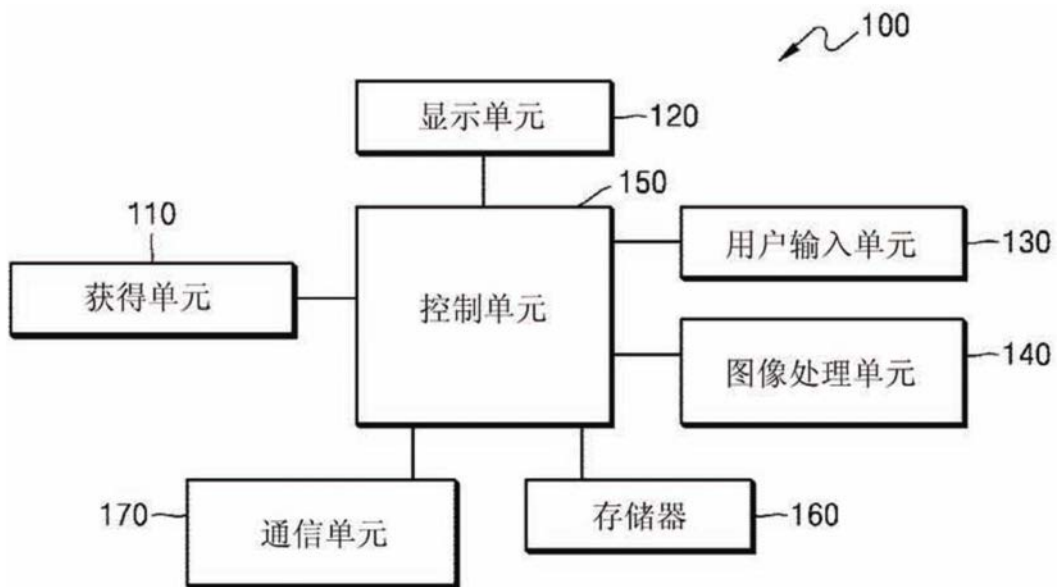 100
显示单元
120
150
110
用户输入单元
130
获得单元
控制单元
图像处理单元
140
170
通信单元
存储器
160